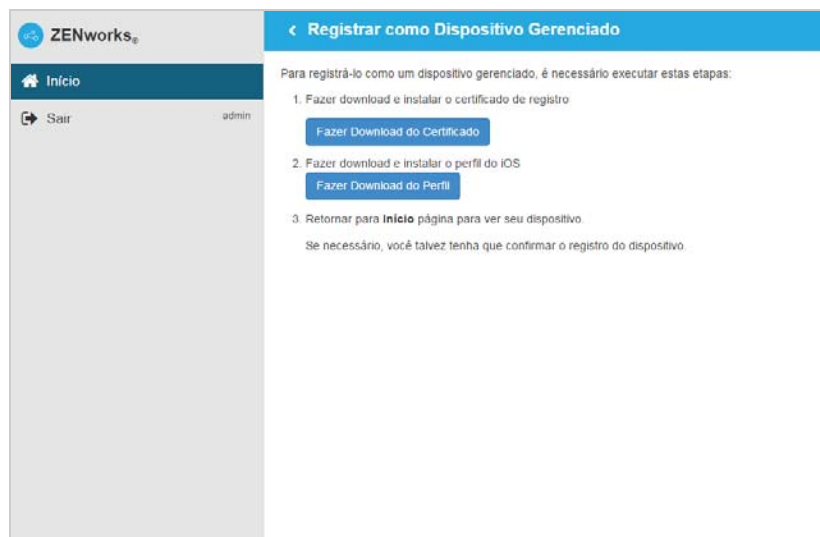 ZENworks®
Início
Sair
admin
Registrar como Dispositivo Gerenciado
Para registrá-lo como um dispositivo gerenciado, é necessário executar estas etapas:
1. Fazer download e instalar o certificado de registro
Fazer Download do Certificado
2. Fazer download e instalar o perfil do iOS
Fazer Download do Perfil
3. Retornar para Início página para ver seu dispositivo.
Se necessário, você talvez tenha que confirmar o registro do dispositivo.